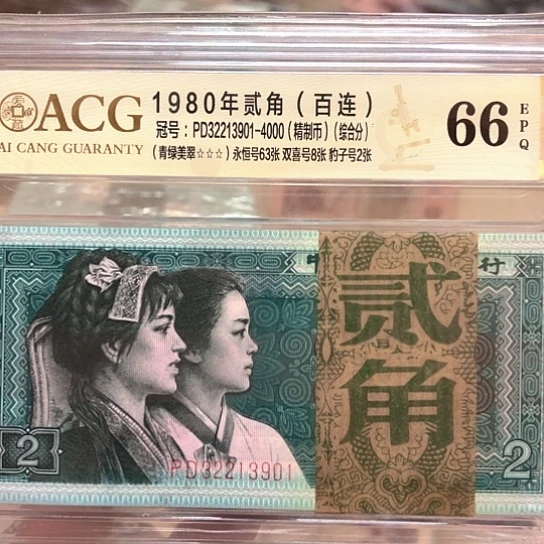 ACG
AI CANG GUARANTY
1980年贰角（百连）
冠号：PD32213901-4000（精制币）（综合分）
（青绿美翠☆☆☆）永恒号63张 双喜号8张 豹子号2张
66
EPQ
行
贰角
2
PD32213901
2